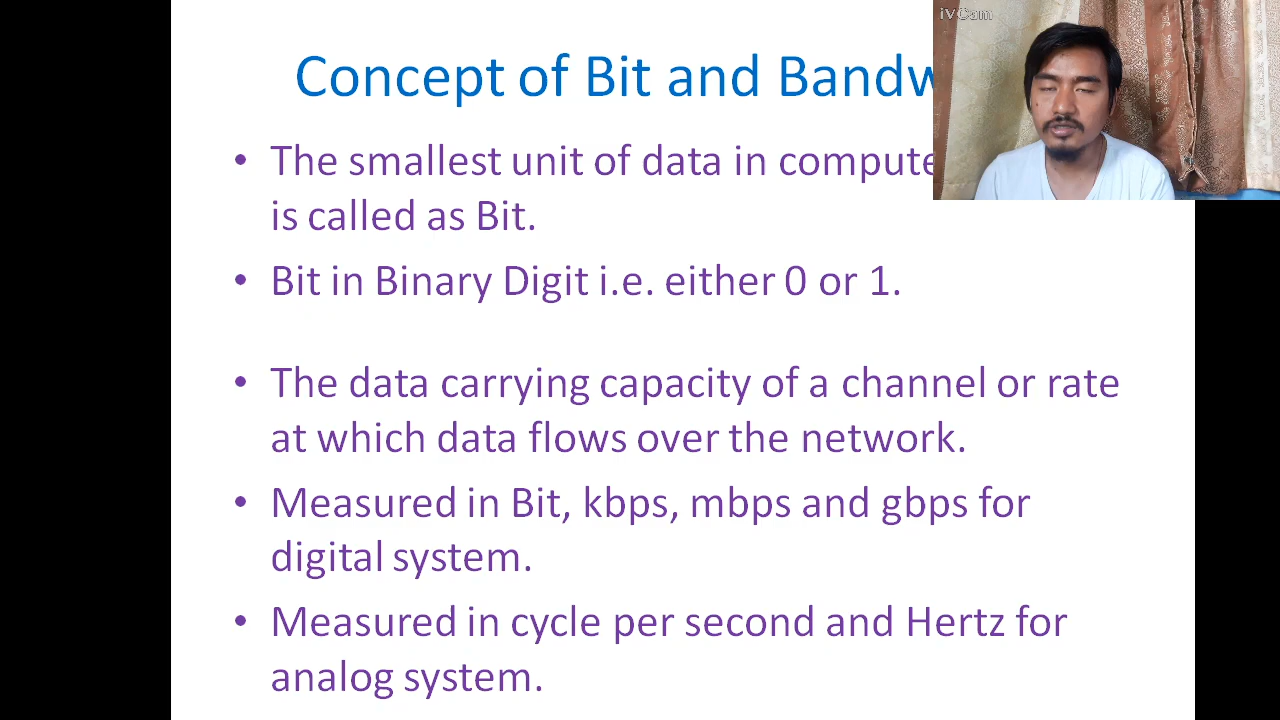 iVCam
Concept of Bit and
• The smallest unit of data in
is called as Bit.
• Bit in Binary Digit i.e. either 0 or 1.
• The data carrying capacity of a channel or rate
at which data flows over the network.
• Measured in Bit, kbps, mbps and gbps for
digital system.
• Measured in cycle per second and Hertz for
analog system.